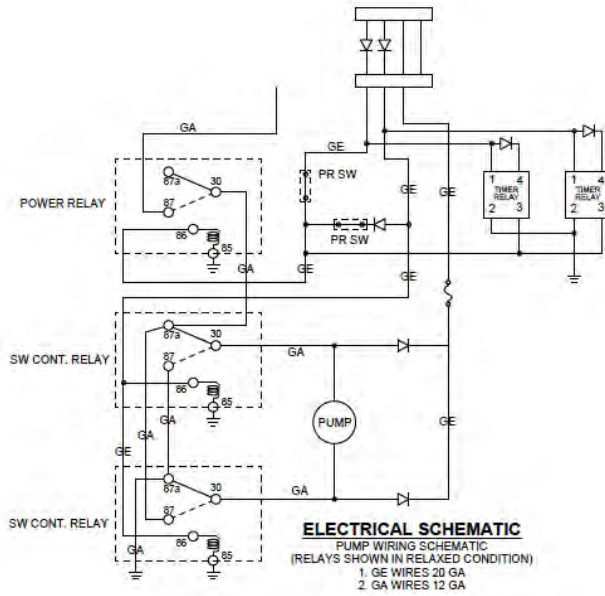 GA
GE
87a
30
PR SW
1 4
TIMER
RELAY
2 3
1 4
TIMER
RELAY
2 3
POWER RELAY
87
86
85
GE
GE
PR SW
GA
GE
GE
87a
30
SW CONT. RELAY
87
GA
86
85
GA
GA
GE
PUMP
GE
87a
30
GA
SW CONT. RELAY
87
86
85
GA
ELECTRICAL SCHEMATIC
PUMP WIRING SCHEMATIC
(RELAYS SHOWN IN RELAXED CONDITION)
1. GE WIRES 20 GA
2. GA WIRES 12 GA